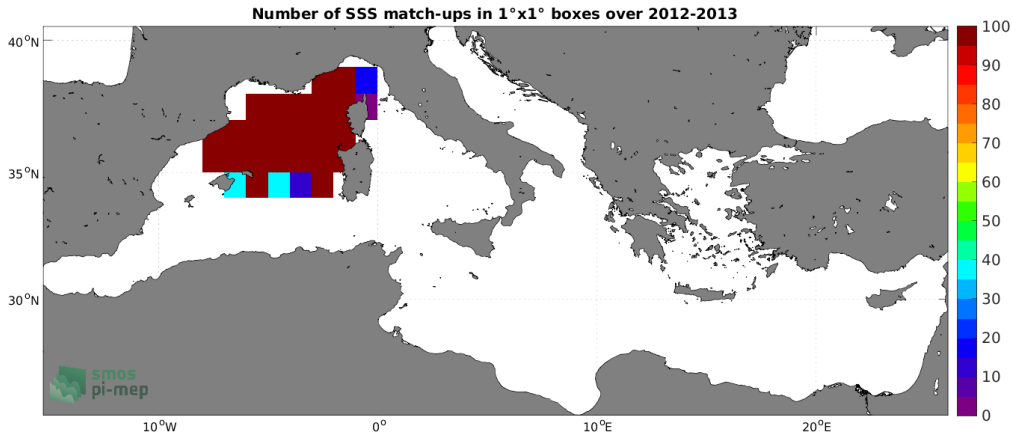 Number of SSS match-ups in 1°x1° boxes over 2012-2013
40°N
35°N
30°N
10°W
0°
10°E
20°E
100
90
80
70
60
50
40
30
20
10
0
smos
pi-mep